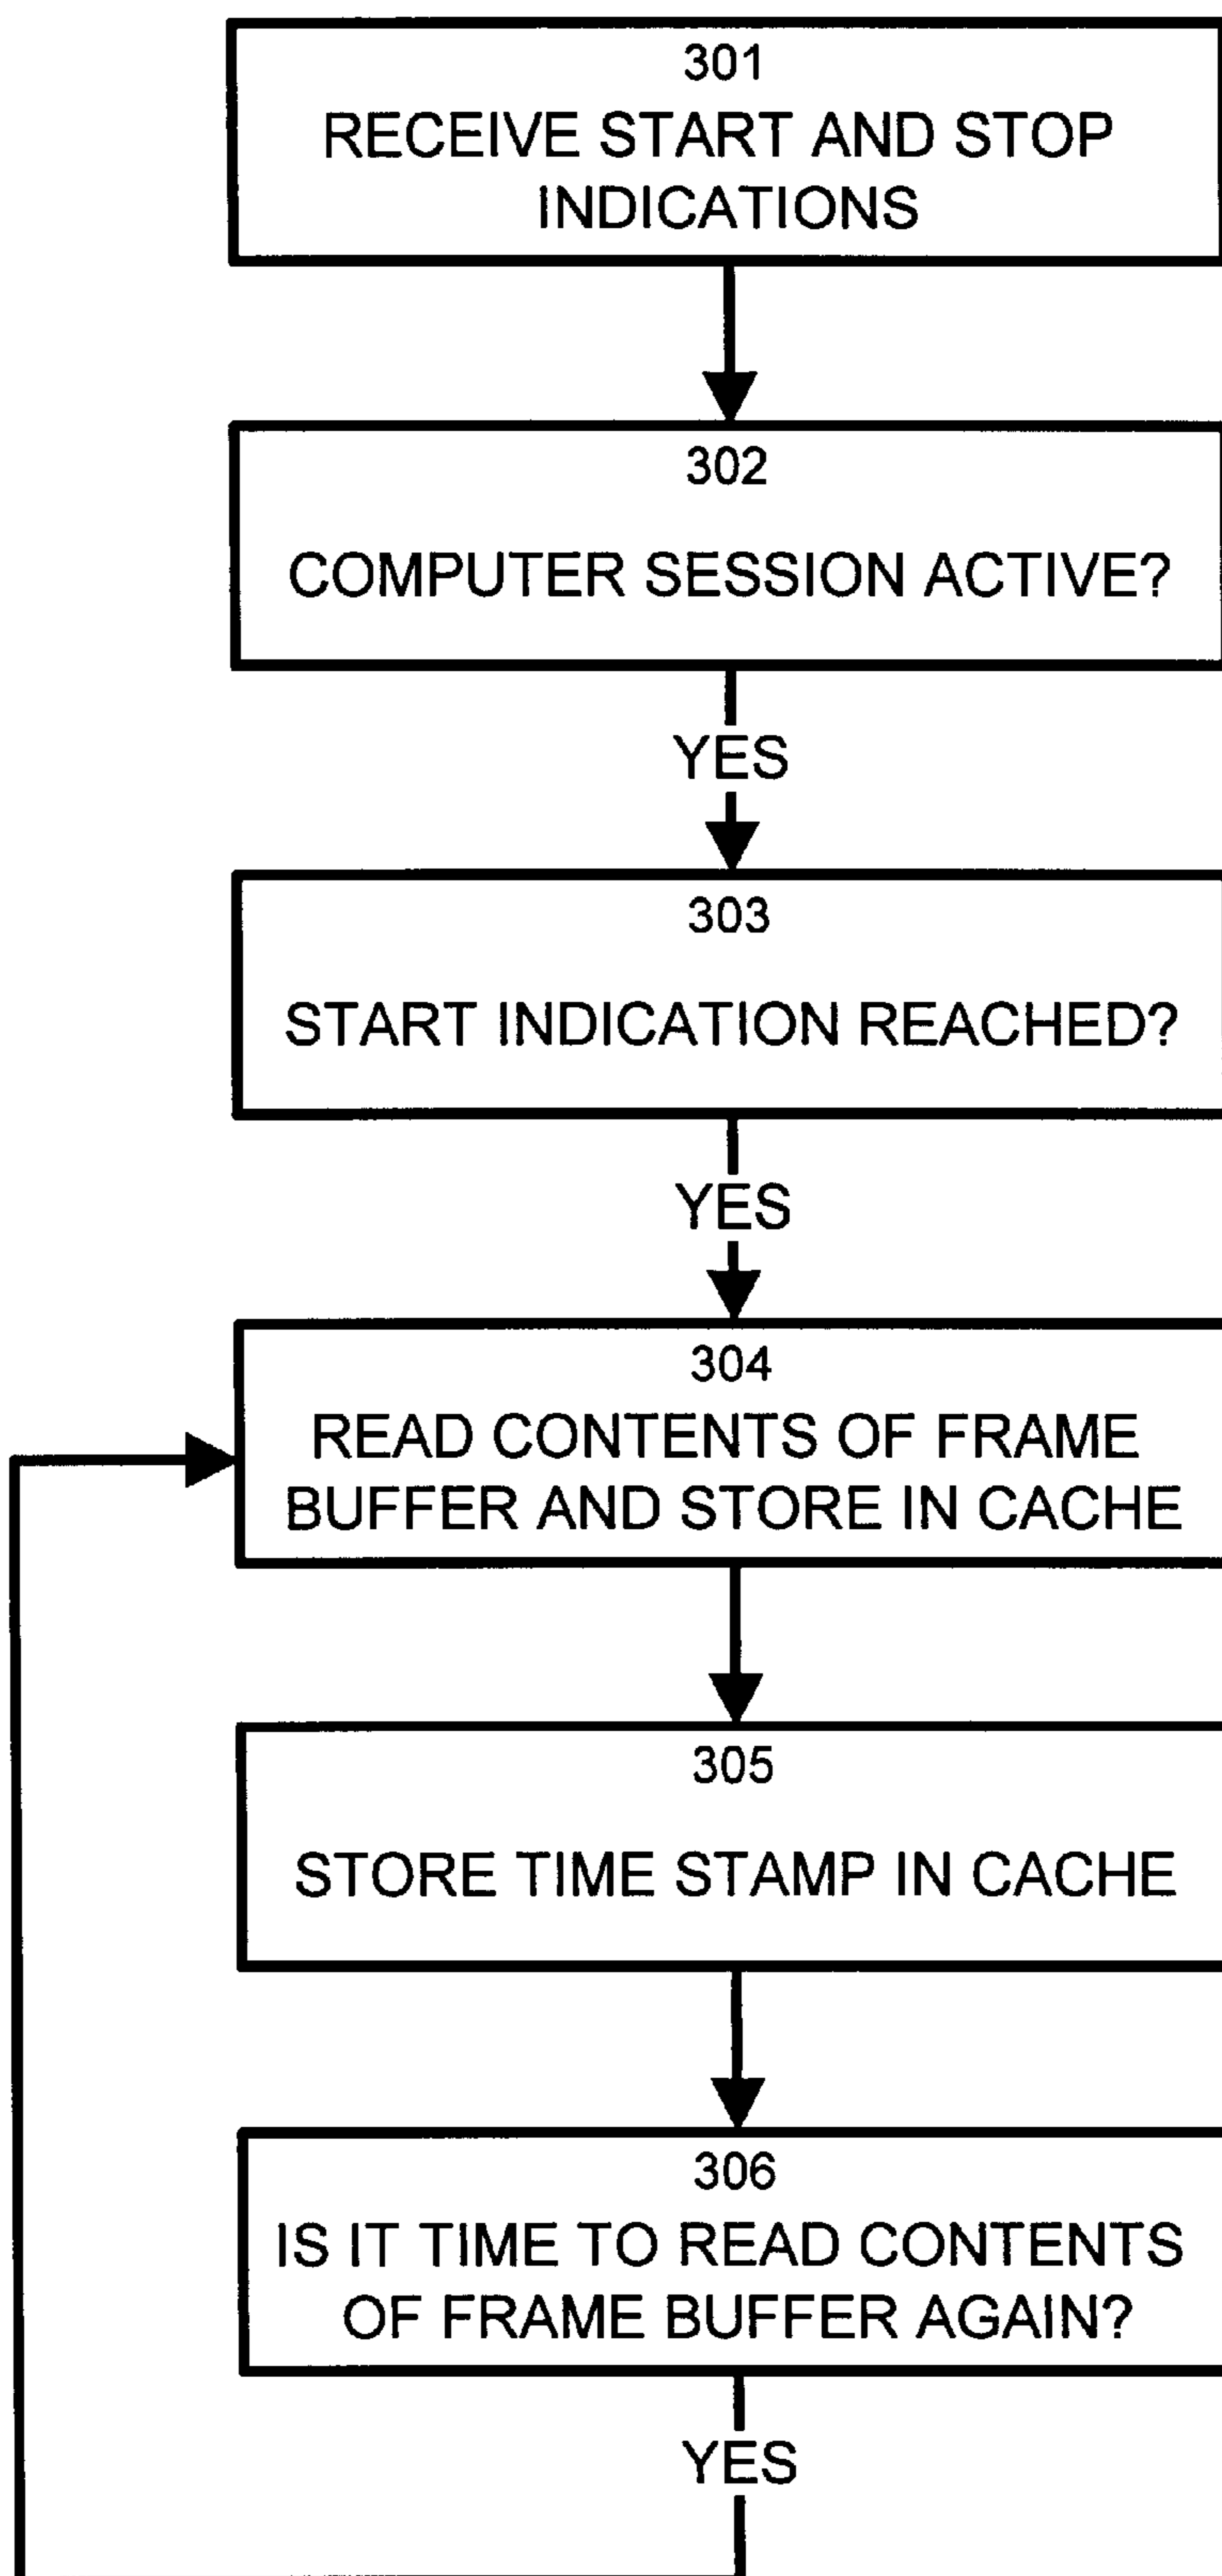 301
RECEIVE START AND STOP
INDICATIONS
302
COMPUTER SESSION ACTIVE?
YES
303
START INDICATION REACHED?
YES
304
READ CONTENTS OF FRAME
BUFFER AND STORE IN CACHE
305
STORE TIME STAMP IN CACHE
306
IS IT TIME TO READ CONTENTS
OF FRAME BUFFER AGAIN?
YES